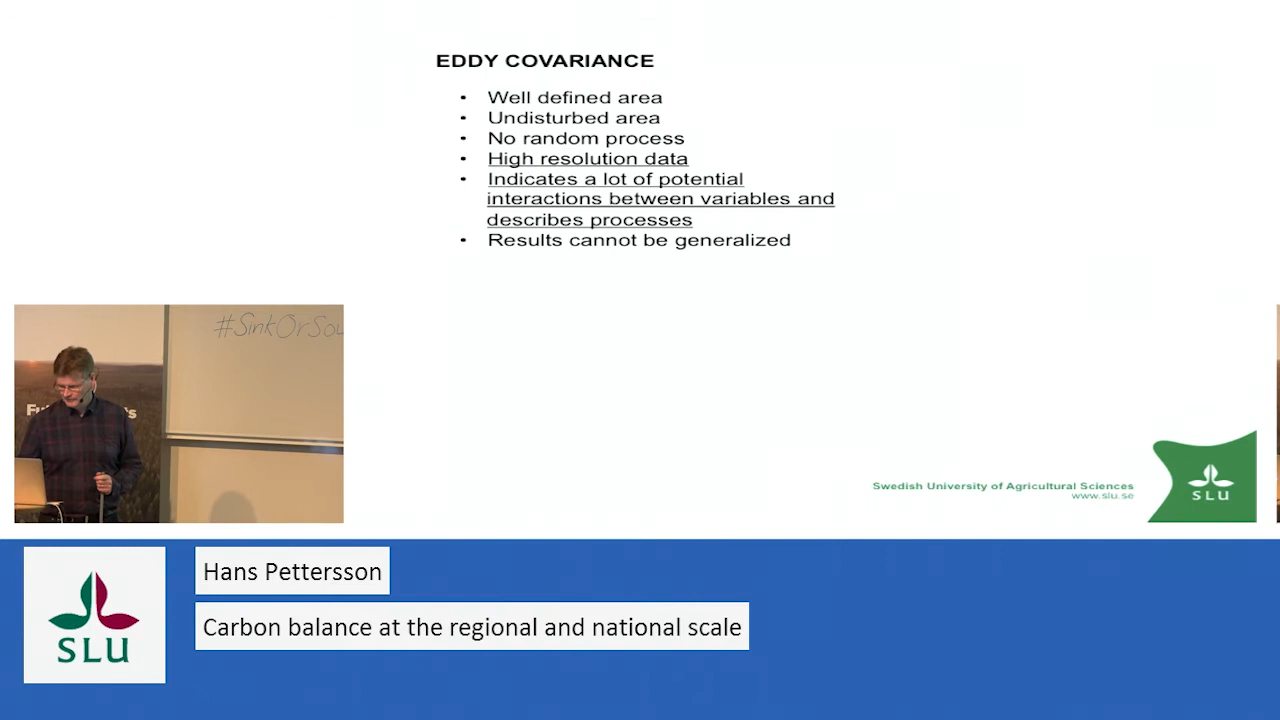 EDDY COVARIANCE
• Well defined area
• Undisturbed area
• No random process
• High resolution data
• Indicates a lot of potential
interactions between variables and
describes processes
• Results cannot be generalized
#SinkOrSou
Swedish University of Agricultural Sciences
www.slu.se
SLU
Hans Pettersson
Carbon balance at the regional and national scale
SLU